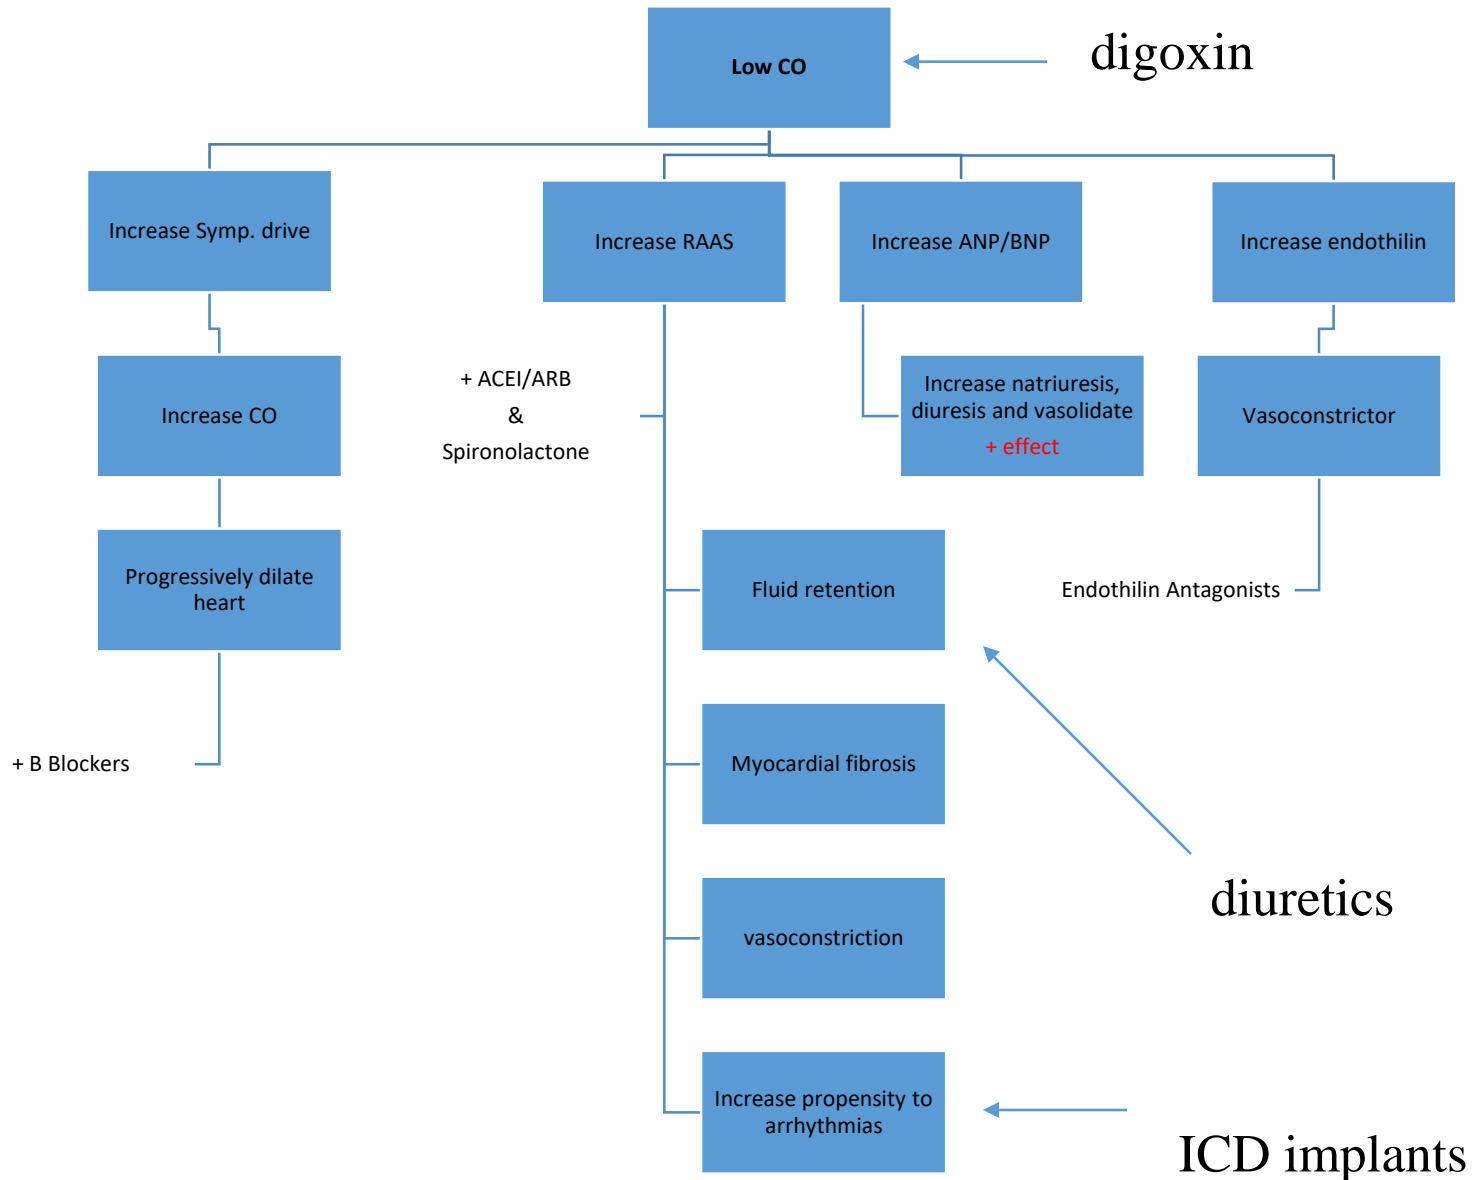 Low CO
digoxin
Increase Symp. drive
Increase RAAS
Increase ANP/BNP
Increase endothilin
Increase CO
+ ACEI/ARB
&
Spironolactone
Increase natriuresis,
diuresis and vasolidate
+ effect
Vasoconstrictor
Progressively dilate
heart
Fluid retention
Endothilin Antagonists
+ B Blockers
Myocardial fibrosis
diuretics
vasoconstriction
Increase propensity to
arrhythmias
ICD implants